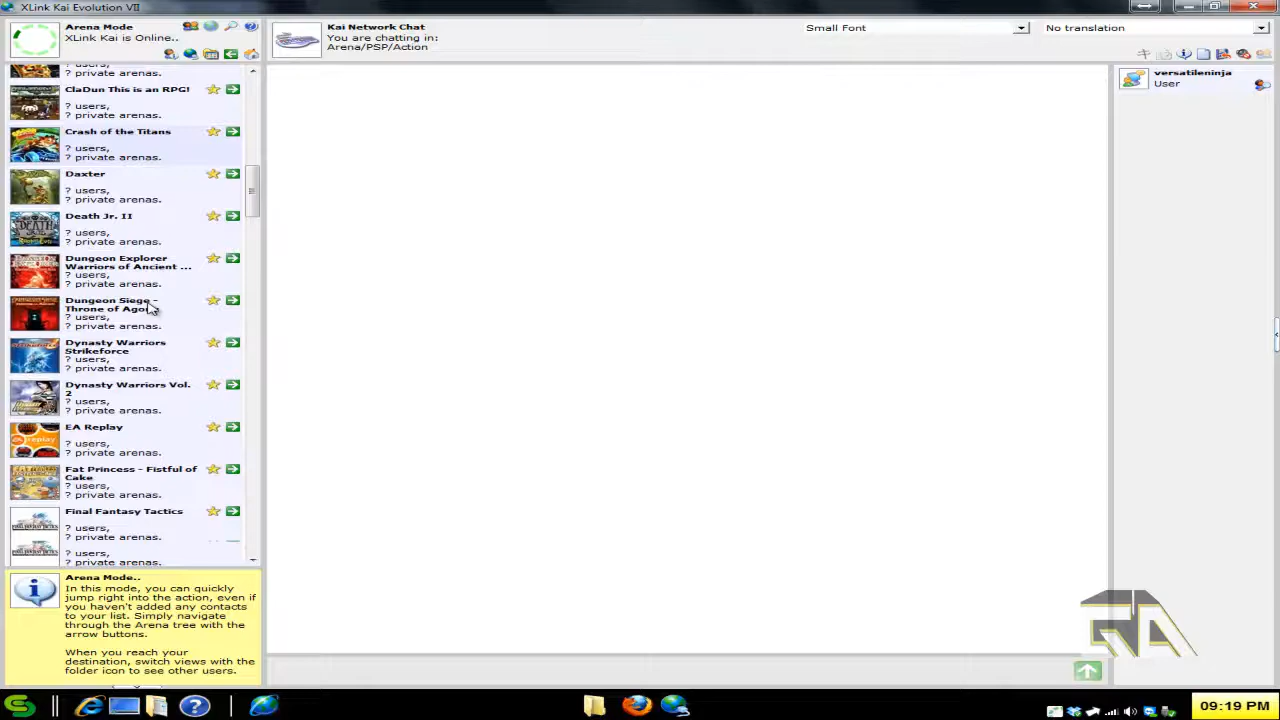 XLink Kai Evolution VII
Arena Mode
XLink Kai is Online..
Kai Network Chat
You are chatting in:
Arena/PSP/Action
Small Font
No translation
versatileninja
User
? private arenas.
ClaDun This is an RPG!
? users,
? private arenas.
Crash of the Titans
? users,
? private arenas.
Daxter
? users,
? private arenas.
Death Jr. II
? users,
? private arenas.
Dungeon Explorer
Warriors of Ancient ...
? users,
? private arenas.
Dungeon Siege -
Throne of Agony
? users,
? private arenas.
Dynasty Warriors
Strikeforce
? users,
? private arenas.
Dynasty Warriors Vol.
2
? users,
? private arenas.
EA Replay
? users,
? private arenas.
Fat Princess - Fistful of
Cake
? users,
? private arenas.
Final Fantasy Tactics
? users,
? private arenas.
? users,
? private arenas.
Arena Mode..
In this mode, you can quickly
jump right into the action, even if
you haven't added any contacts
to your list. Simply navigate
through the Arena tree with the
arrow buttons.
When you reach your
destination, switch views with the
folder icon to see other users.
09:19 PM